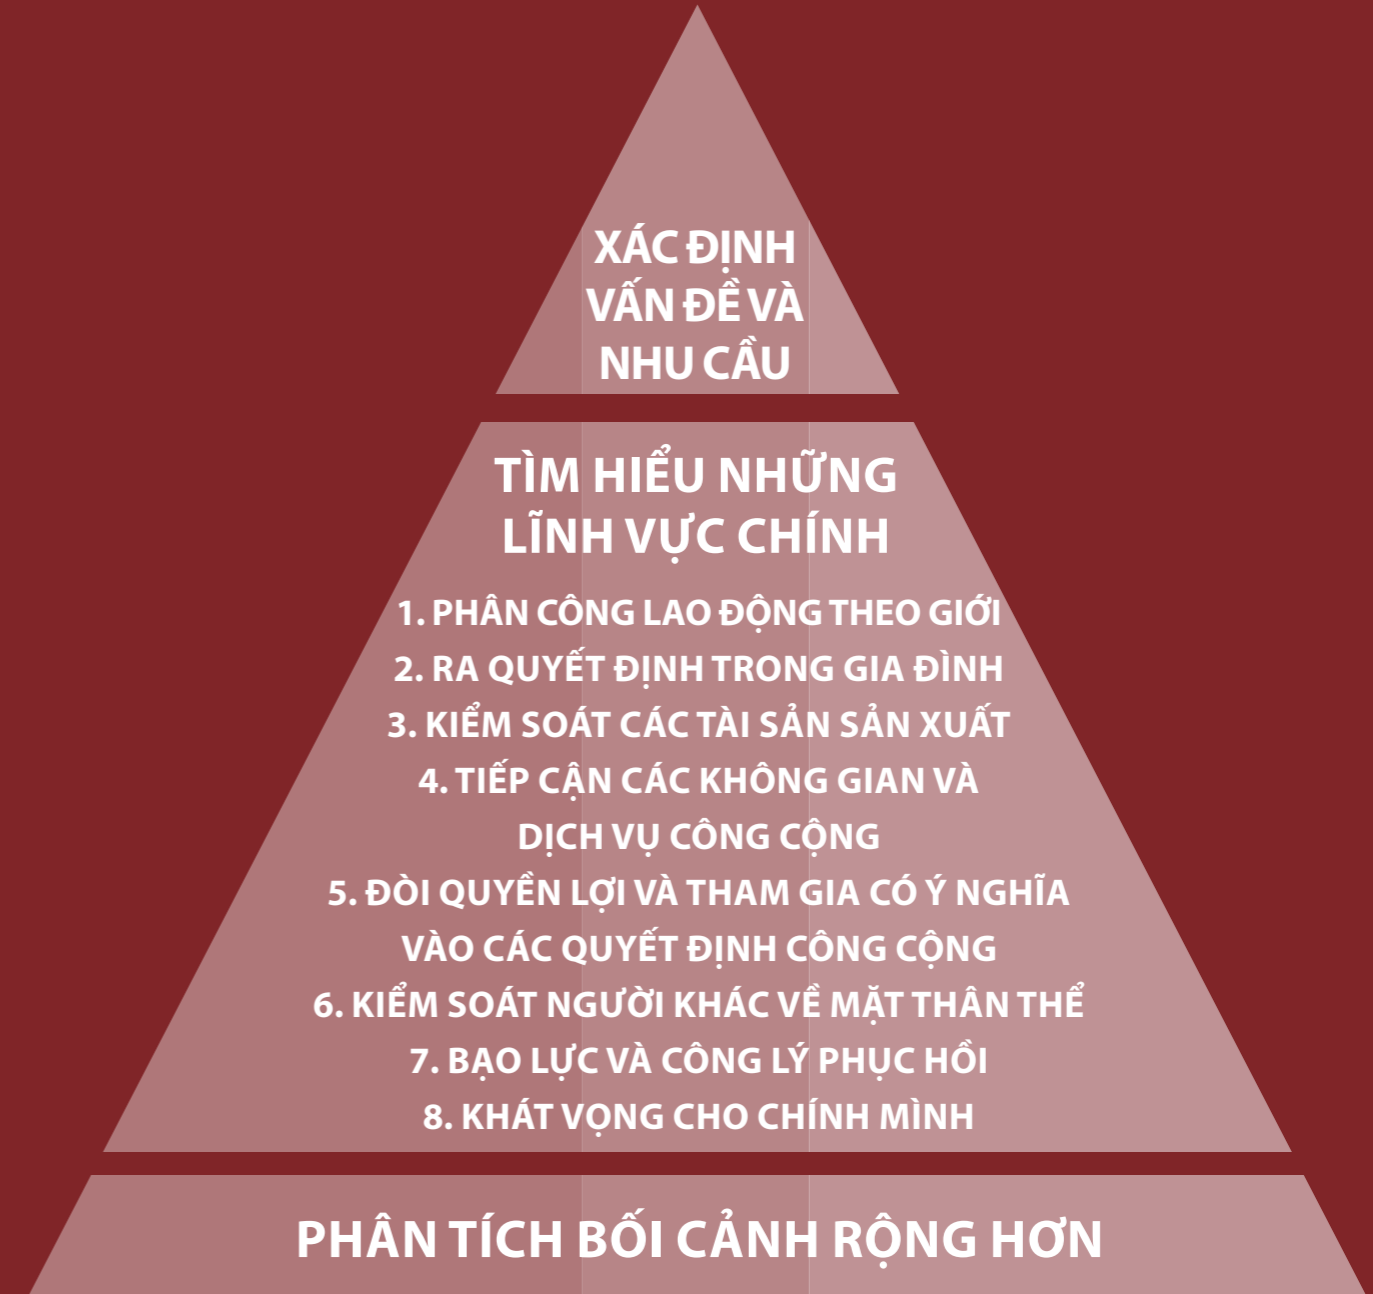 XÁC ĐỊNH
VẤN ĐỀ VÀ
NHU CẦU
TÌM HIỂU NHỮNG
LĨNH VỰC CHÍNH
1. PHÂN CÔNG LAO ĐỘNG THEO GIỚI
2. RA QUYẾT ĐỊNH TRONG GIA ĐÌNH
3. KIỂM SOÁT CÁC TÀI SẢN SẢN XUẤT
4. TIẾP CẬN CÁC KHÔNG GIAN VÀ
DỊCH VỤ CÔNG CỘNG
5. ĐÒI QUYỀN LỢI VÀ THAM GIA CÓ Ý NGHĨA
VÀO CÁC QUYẾT ĐỊNH CÔNG CỘNG
6. KIỂM SOÁT NGƯỜI KHÁC VỀ MẶT THÂN THỂ
7. BẠO LỰC VÀ CÔNG LÝ PHỤC HỒI
8. KHÁT VỌNG CHO CHÍNH MÌNH
PHÂN TÍCH BỐI CẢNH RỘNG HƠN